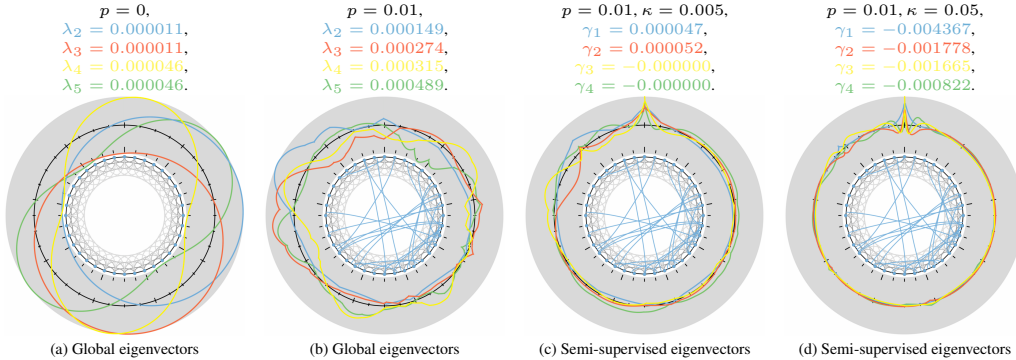 p = 0,
λ2 = 0.000011,
λ3 = 0.000011,
λ4 = 0.000046,
λ5 = 0.000046.
(a) Global eigenvectors
p = 0.01,
λ2 = 0.000149,
λ3 = 0.000274,
λ4 = 0.000315,
λ5 = 0.000489.
(b) Global eigenvectors
p = 0.01, κ = 0.005,
γ1 = 0.000047,
γ2 = 0.000052,
γ3 = −0.000000,
γ4 = −0.000000.
(c) Semi-supervised eigenvectors
p = 0.01, κ = 0.05,
γ1 = −0.004367,
γ2 = −0.001778,
γ3 = −0.001665,
γ4 = −0.000822.
(d) Semi-supervised eigenvectors